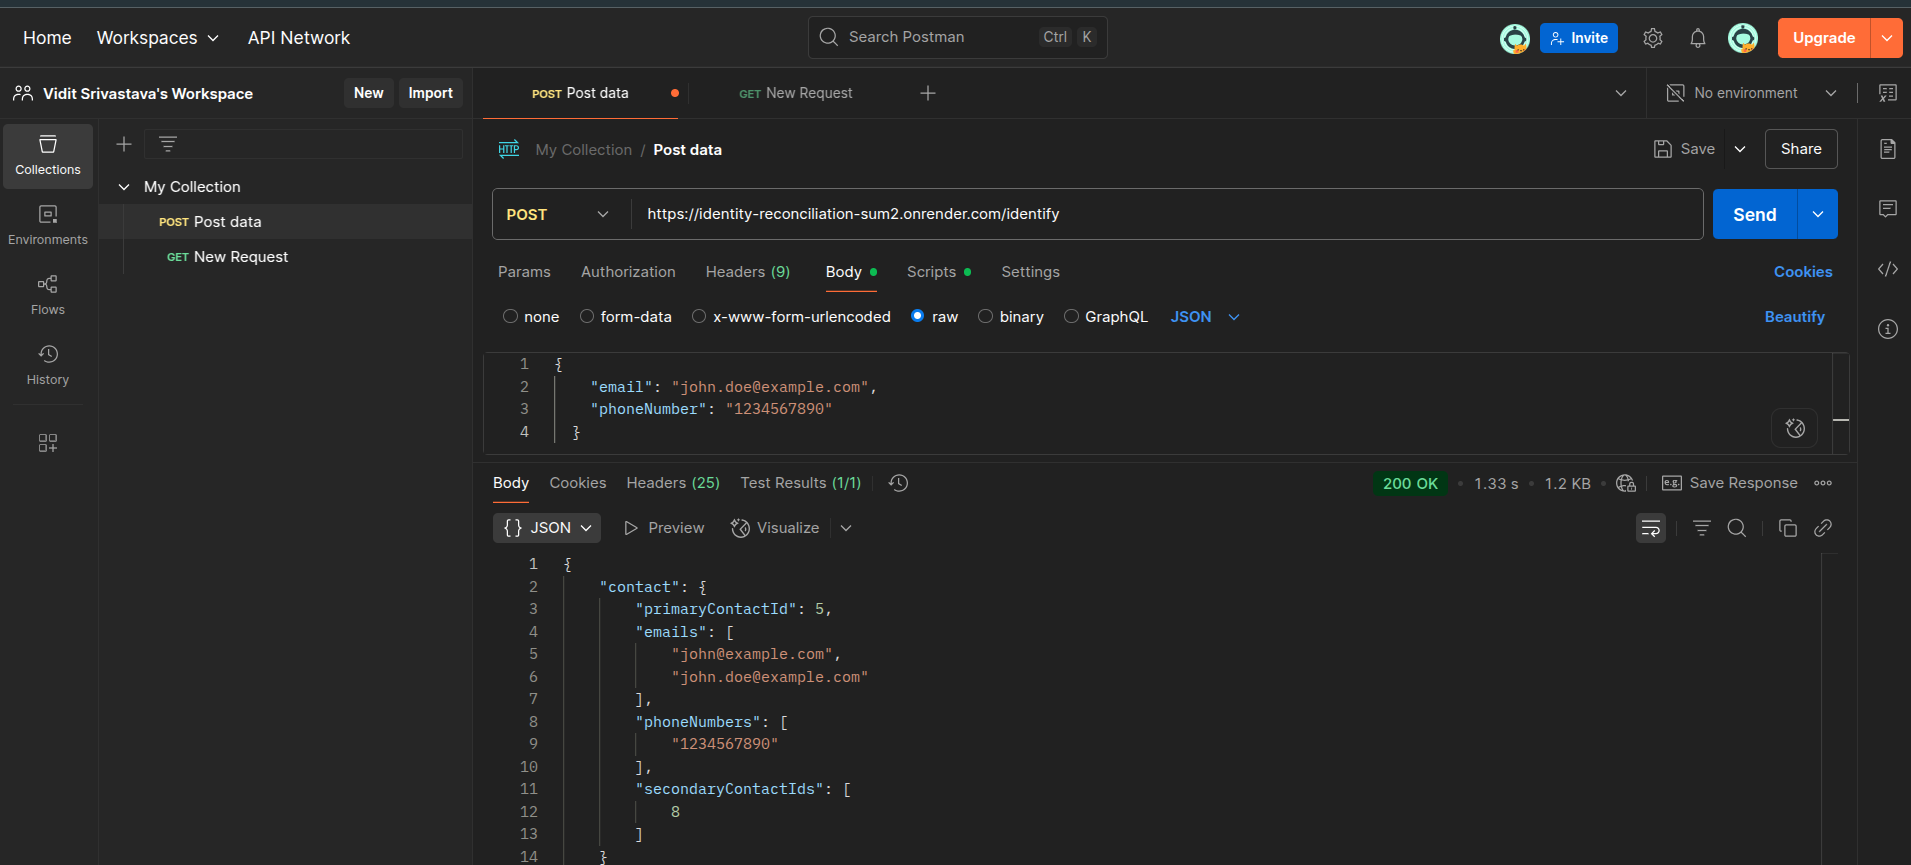 Home Workspaces API Network Search Postman Ctrl K Invite Upgrade
Vidit Srivastava's Workspace New Import POST Post data GET New Request No environment
Collections
Environments
Flows
History
My Collection
POST Post data
GET New Request
HTTP My Collection / Post data Save Share
POST https://identity-reconciliation-sum2.onrender.com/identify Send
Params Authorization Headers (9) Body Scripts Settings Cookies
none form-data x-www-form-urlencoded raw binary GraphQL JSON Beautify
1 {
2 "email": "john.doe@example.com",
3 "phoneNumber": "1234567890"
4 }
Body Cookies Headers (25) Test Results (1/1) 200 OK • 1.33 s • 1.2 KB • e.g. Save Response
{} JSON Preview Visualize
1 {
2 "contact": {
3 "primaryContactId": 5,
4 "emails": [
5 "john@example.com",
6 "john.doe@example.com"
7 ],
8 "phoneNumbers": [
9 "1234567890"
10 ],
11 "secondaryContactIds": [
12 8
13 ]
14 }